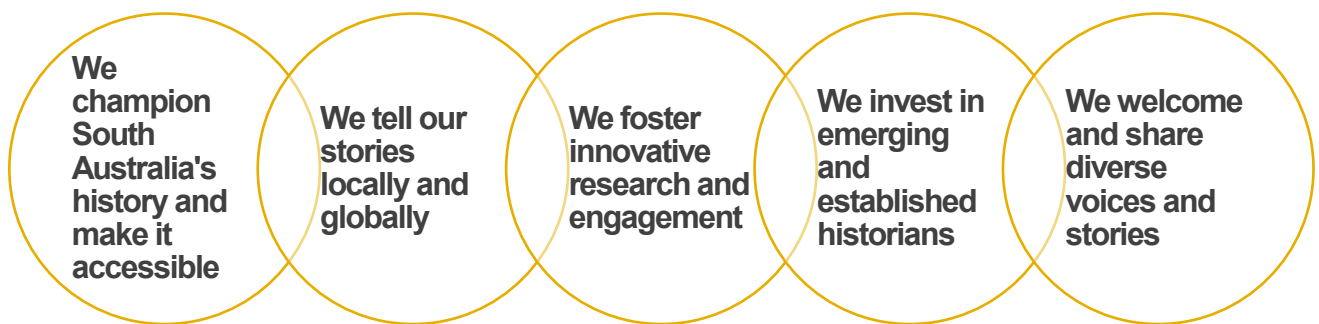 We
champion
South
Australia's
history and
make it
accessible
We tell our
stories
locally and
globally
We foster
innovative
research and
engagement
We invest in
emerging
and
established
historians
We welcome
and share
diverse
voices and
stories